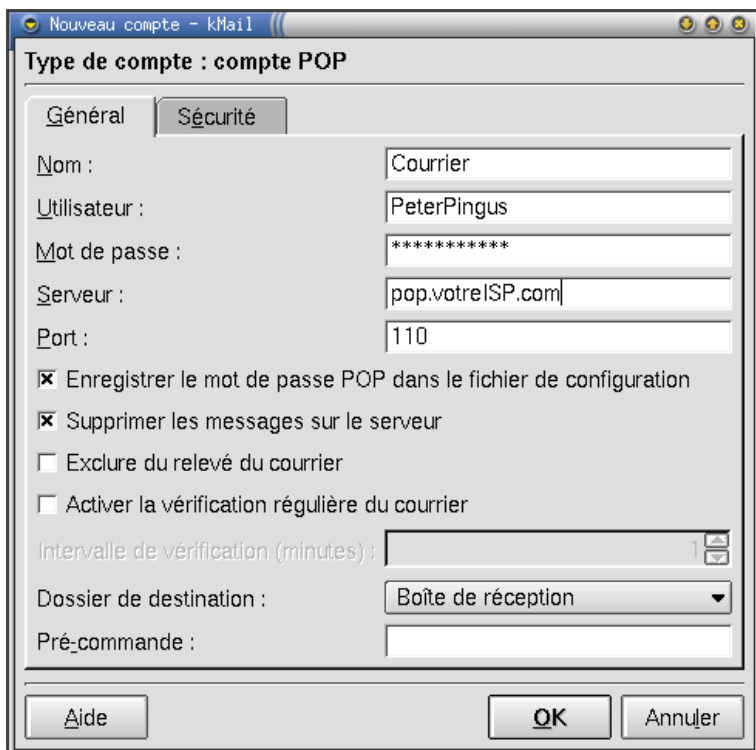 Nouveau compte - kMail
Type de compte : compte POP
Général Sécurité
Nom : Courrier
Utilisateur : PeterPingus
Mot de passe : ***********
Serveur : pop.votreISP.com
Port : 110
Enregistrer le mot de passe POP dans le fichier de configuration
Supprimer les messages sur le serveur
Exclure du relevé du courrier
Activer la vérification régulière du courrier
Intervalle de vérification (minutes) : 1
Dossier de destination : Boîte de réception
Pré-commande :
Aide OK Annuler